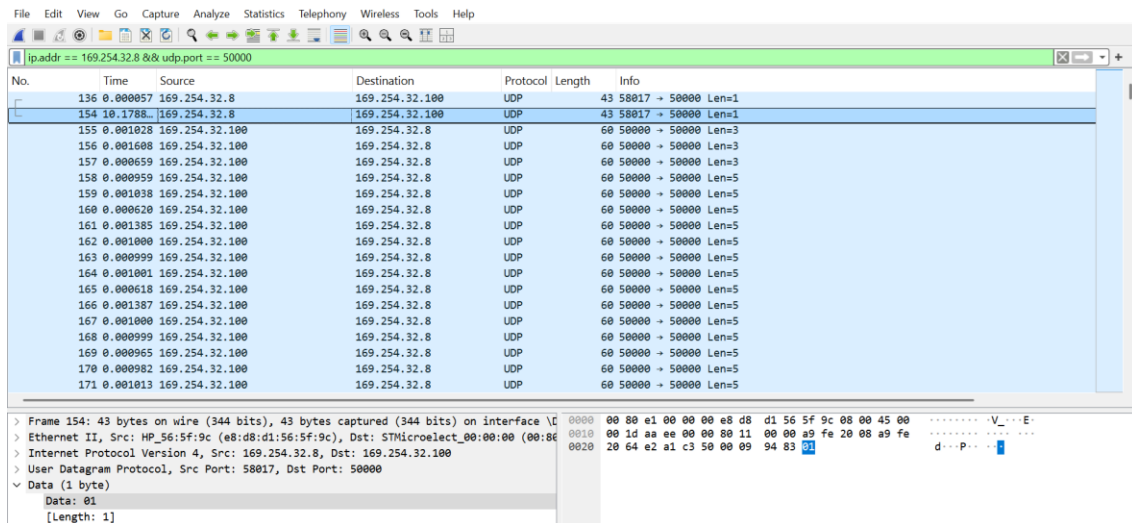 File Edit View Go Capture Analyze Statistics Telephony Wireless Tools Help
ip.addr == 169.254.32.8 && udp.port == 50000
No. Time Source Destination Protocol Length Info
136 0.000057 169.254.32.8 169.254.32.100 UDP 43 58017 → 50000 Len=1
154 10.1788… 169.254.32.8 169.254.32.100 UDP 43 58017 → 50000 Len=1
155 0.001028 169.254.32.100 169.254.32.8 UDP 60 50000 → 50000 Len=3
156 0.001608 169.254.32.100 169.254.32.8 UDP 60 50000 → 50000 Len=3
157 0.000659 169.254.32.100 169.254.32.8 UDP 60 50000 → 50000 Len=3
158 0.000959 169.254.32.100 169.254.32.8 UDP 60 50000 → 50000 Len=5
159 0.001038 169.254.32.100 169.254.32.8 UDP 60 50000 → 50000 Len=5
160 0.000620 169.254.32.100 169.254.32.8 UDP 60 50000 → 50000 Len=5
161 0.001385 169.254.32.100 169.254.32.8 UDP 60 50000 → 50000 Len=5
162 0.001000 169.254.32.100 169.254.32.8 UDP 60 50000 → 50000 Len=5
163 0.000999 169.254.32.100 169.254.32.8 UDP 60 50000 → 50000 Len=5
164 0.001001 169.254.32.100 169.254.32.8 UDP 60 50000 → 50000 Len=5
165 0.000618 169.254.32.100 169.254.32.8 UDP 60 50000 → 50000 Len=5
166 0.001387 169.254.32.100 169.254.32.8 UDP 60 50000 → 50000 Len=5
167 0.001000 169.254.32.100 169.254.32.8 UDP 60 50000 → 50000 Len=5
168 0.000999 169.254.32.100 169.254.32.8 UDP 60 50000 → 50000 Len=5
169 0.000965 169.254.32.100 169.254.32.8 UDP 60 50000 → 50000 Len=5
170 0.000982 169.254.32.100 169.254.32.8 UDP 60 50000 → 50000 Len=5
171 0.001013 169.254.32.100 169.254.32.8 UDP 60 50000 → 50000 Len=5
> Frame 154: 43 bytes on wire (344 bits), 43 bytes captured (344 bits) on interface \D
> Ethernet II, Src: HP_56:5f:9c (e8:d8:d1:56:5f:9c), Dst: STMicroelect_00:00:00 (00:80
> Internet Protocol Version 4, Src: 169.254.32.8, Dst: 169.254.32.100
> User Datagram Protocol, Src Port: 58017, Dst Port: 50000
Data (1 byte)
Data: 01
[Length: 1]
0000 00 80 e1 00 00 00 e8 d8 d1 56 5f 9c 08 00 45 00 ·········V_···E·
0010 00 1d aa ee 00 00 80 11 00 00 a9 fe 20 08 a9 fe ············ ···
0020 20 64 e2 a1 c3 50 00 09 94 83 01 d···P·····